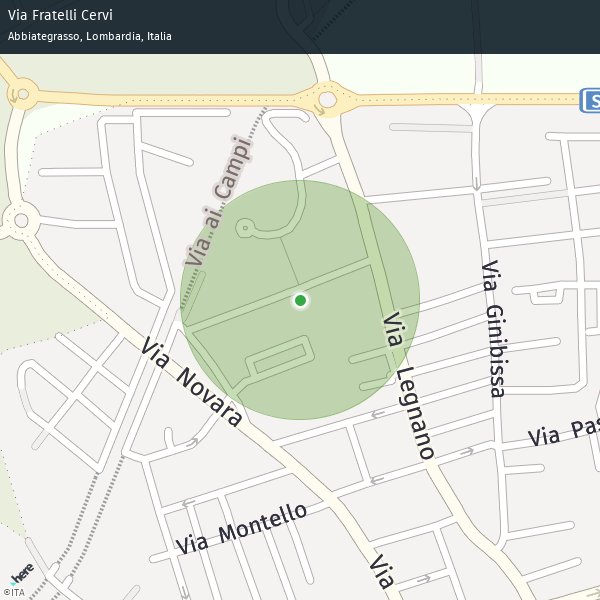 Via Fratelli Cervi
Abbiategrasso, Lombardia, Italia
S
Via ai Campi
Via Ginibissa
Via Legnano
Via Novara
Via Pas
Via Montello
Via
here
©ITA